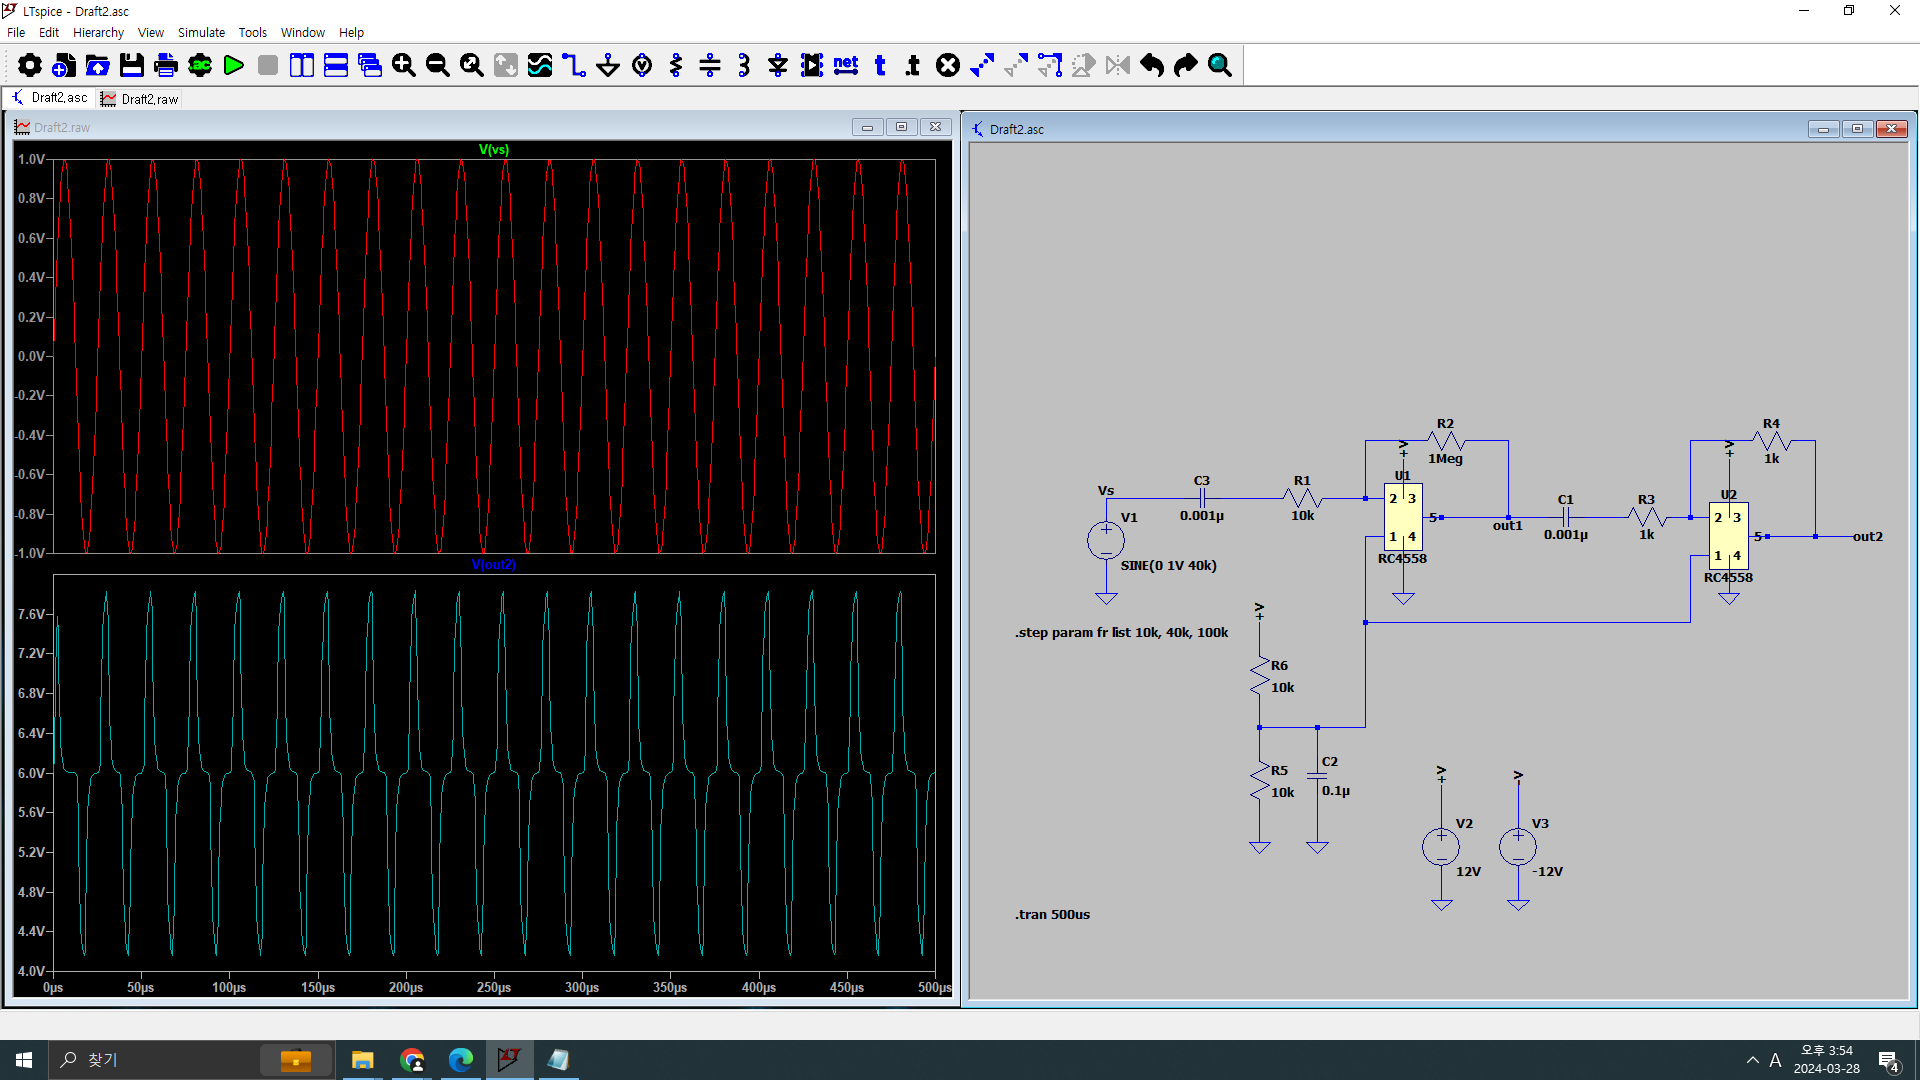 LTspice - Draft2.asc
File Edit Hierarchy View Simulate Tools Window Help
.ac net t .t
Draft2.asc Draft2.raw
Draft2.raw
V(vs)
1.0V
0.8V
0.6V
0.4V
0.2V
0.0V
-0.2V
-0.4V
-0.6V
-0.8V
-1.0V
V(out2)
7.6V
7.2V
6.8V
6.4V
6.0V
5.6V
5.2V
4.8V
4.4V
4.0V
0µs 50µs 100µs 150µs 200µs 250µs 300µs 350µs 400µs 450µs 500µs
Draft2.asc
R2
1Meg
R4
1k
+V
+V
Vs
V1
SINE(0 1V 40k)
C3
0.001µ
R1
10k
U1
2 3
5
1 4
RC4558
out1
C1
0.001µ
R3
1k
U2
2 3
5
1 4
RC4558
out2
.step param fr list 10k, 40k, 100k
+V
R6
10k
R5
10k
C2
0.1µ
+V
V2
12V
-V
V3
-12V
.tran 500us
찾기
A
오후 3:54
2024-03-28
4